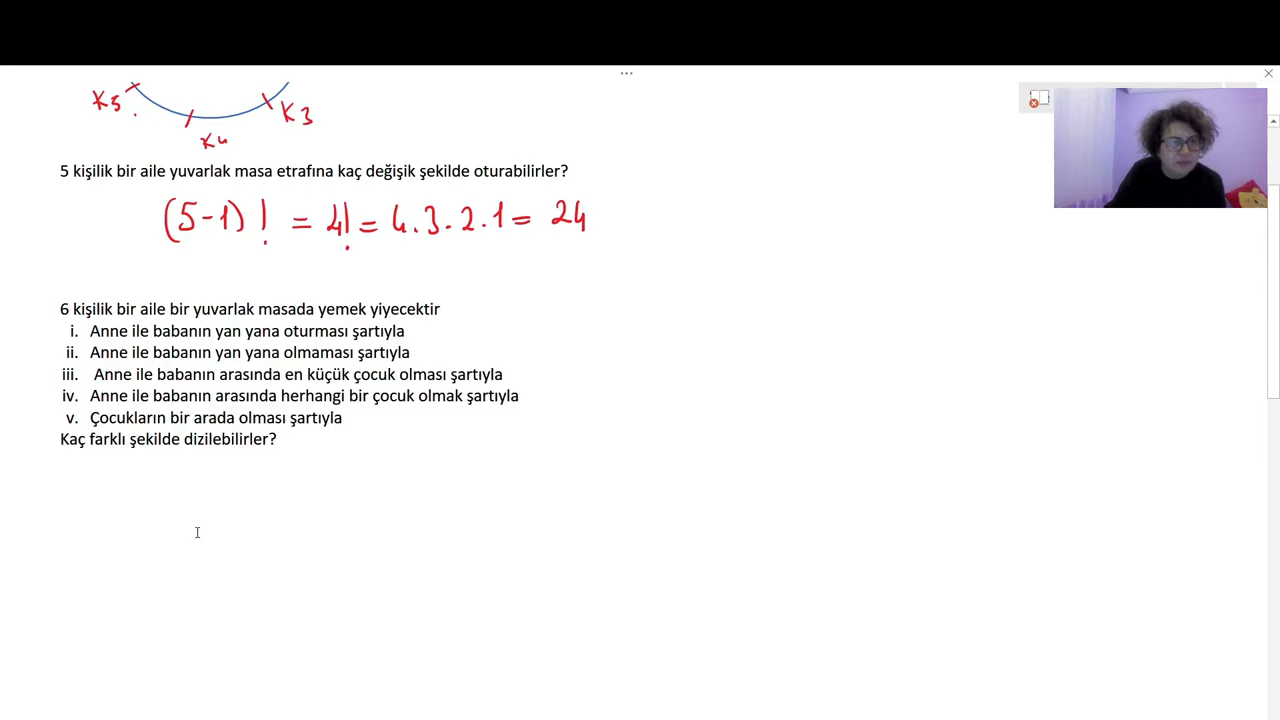 K5
K3
K4
5 kişilik bir aile yuvarlak masa etrafına kaç değişik şekilde oturabilirler?
(5-1)! = 4! = 4.3.2.1 = 24
6 kişilik bir aile bir yuvarlak masada yemek yiyecektir
i. Anne ile babanın yan yana oturması şartıyla
ii. Anne ile babanın yan yana olmaması şartıyla
iii. Anne ile babanın arasında en küçük çocuk olması şartıyla
iv. Anne ile babanın arasında herhangi bir çocuk olmak şartıyla
v. Çocukların bir arada olması şartıyla
Kaç farklı şekilde dizilebilirler?